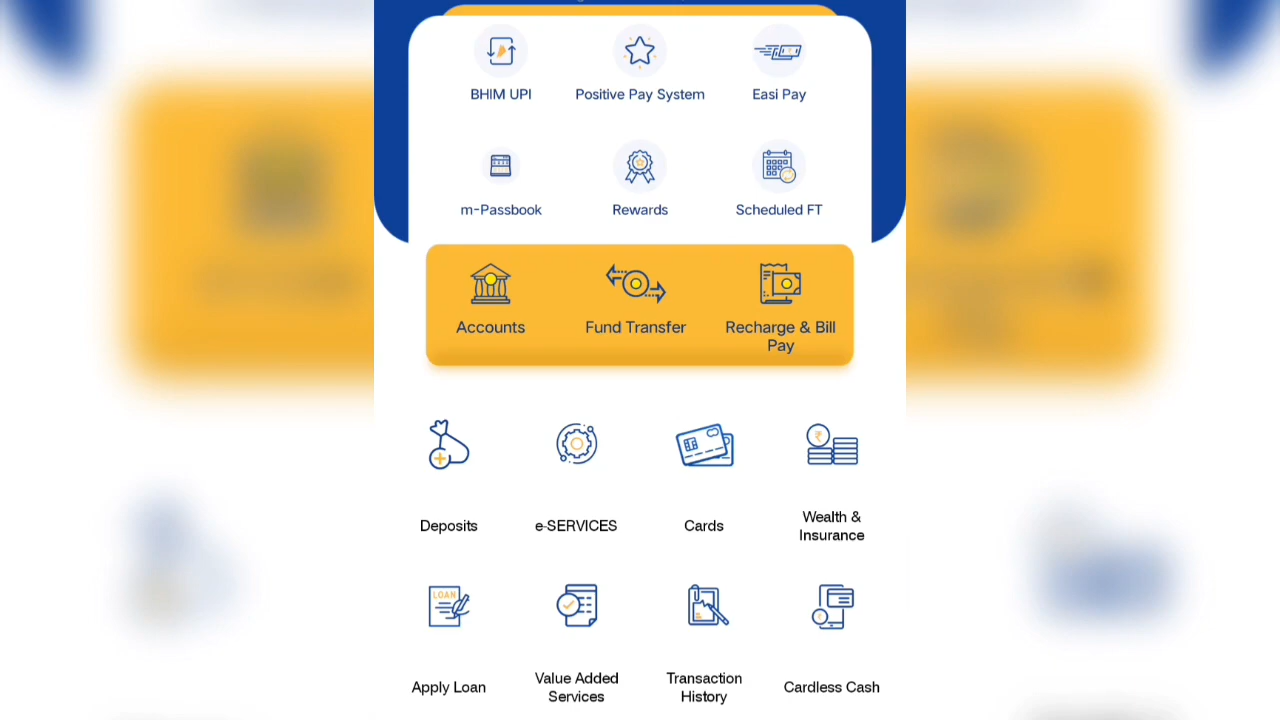 BHIM UPI
Positive Pay System
Easi Pay
m-Passbook
Rewards
Scheduled FT
Accounts
Fund Transfer
Recharge & Bill
Pay
Deposits
e-SERVICES
Cards
Wealth &
Insurance
LOAN
Apply Loan
Value Added
Services
Transaction
History
Cardless Cash